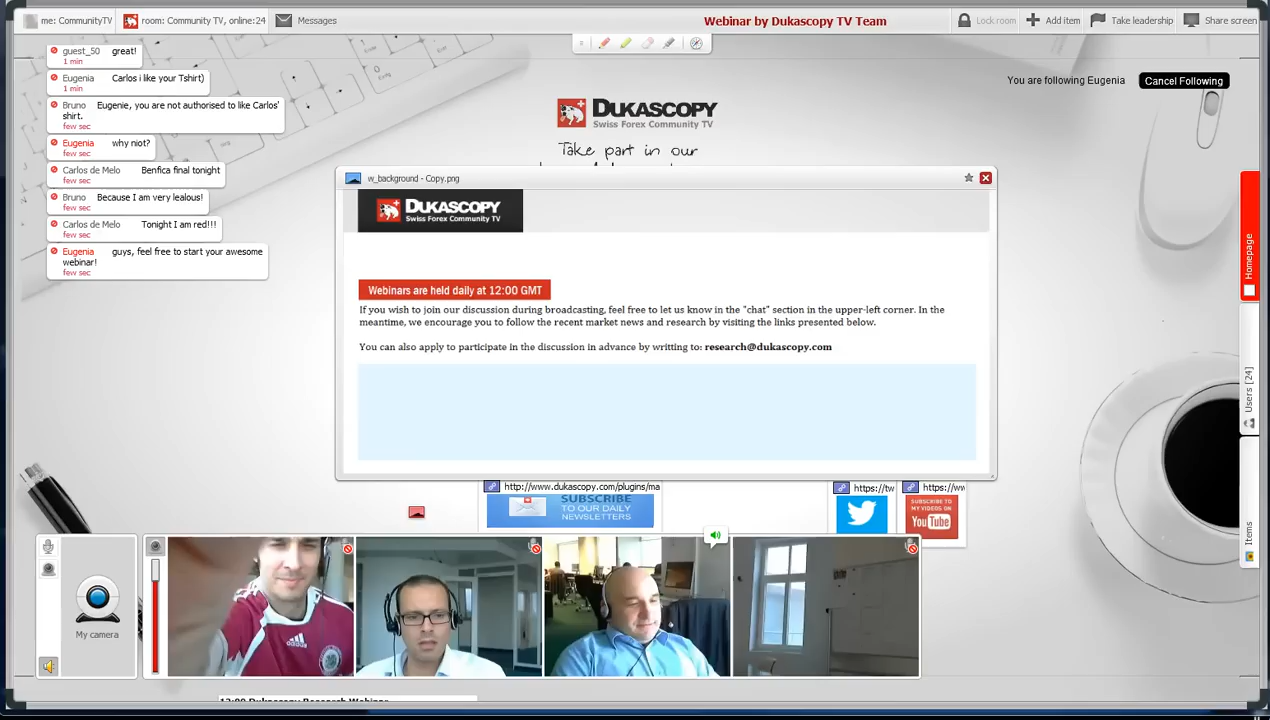 me: CommunityTV
room: Community TV, online:24
Messages
Webinar by Dukascopy TV Team
Lock room
Add item
Take leadership
Share screen
guest_50 great!
1 min
Eugenia Carlos i like your Tshirt)
1 min
Bruno Eugenie, you are not authorised to like Carlos'
shirt.
few sec
Eugenia why niot?
few sec
Carlos de Melo Benfica final tonight
few sec
Bruno Because I am very lealous!
few sec
Carlos de Melo Tonight I am red!!!
few sec
Eugenia guys, feel free to start your awesome
webinar!
few sec
You are following Eugenia
Cancel Following
DUKASCOPY
Swiss Forex Community TV
Take part in our
w_background - Copy.png
DUKASCOPY
Swiss Forex Community TV
Webinars are held daily at 12:00 GMT
If you wish to join our discussion during broadcasting, feel free to let us know in the "chat" section in the upper-left corner. In the
meantime, we encourage you to follow the recent market news and research by visiting the links presented below.
You can also apply to participate in the discussion in advance by writting to: research@dukascopy.com
Homepage
Users [24]
Items
http://www.dukascopy.com/plugins/ma
SUBSCRIBE
TO OUR DAILY
NEWSLETTERS
https://tw
https://ww
SUBSCRIBE TO
MY VIDEOS ON
YouTube
My camera
adidas
12:00 Dukascopy Research Webinar